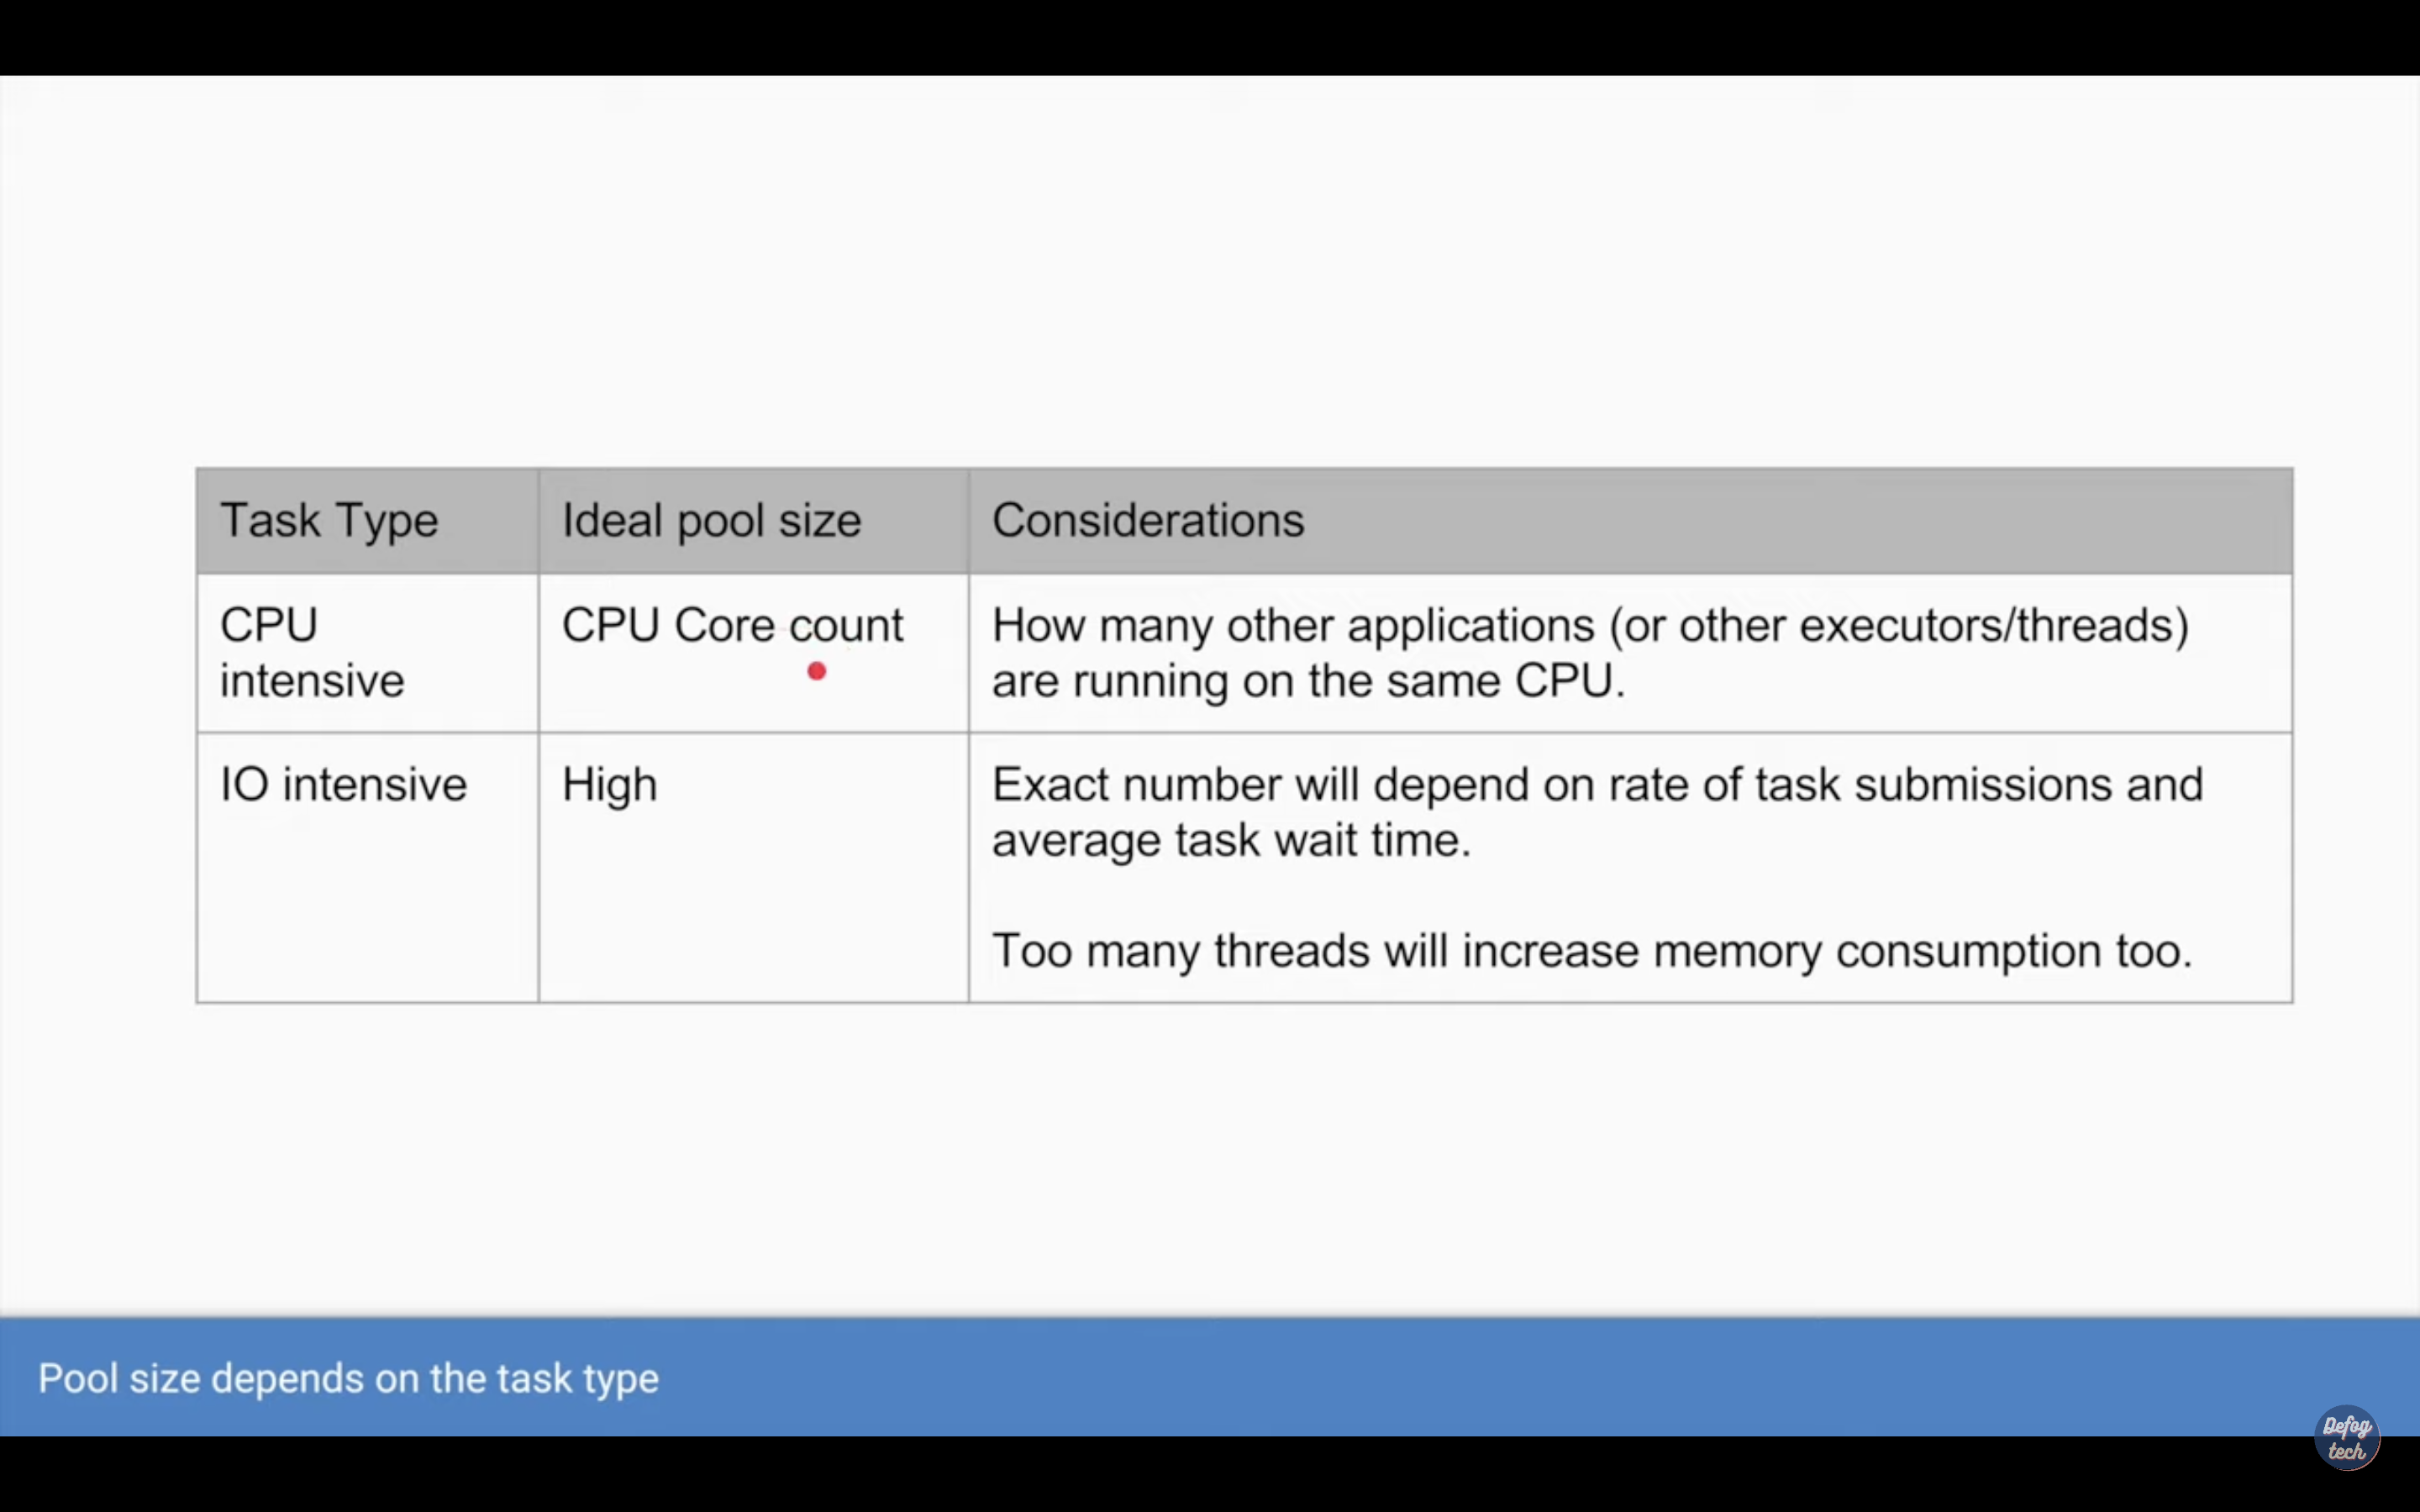 Task Type
Ideal pool size
Considerations
CPU
intensive
CPU Core count
How many other applications (or other executors/threads)
are running on the same CPU.
IO intensive
High
Exact number will depend on rate of task submissions and
average task wait time.
Too many threads will increase memory consumption too.
Pool size depends on the task type
Defog
tech